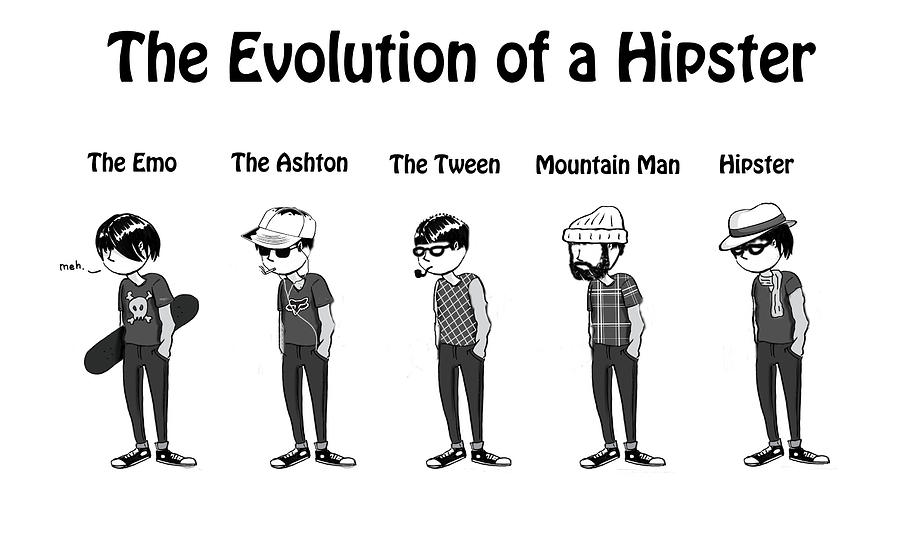 The Evolution of a Hipster
The Emo
The Ashton
The Tween
Mountain Man
Hipster
meh.